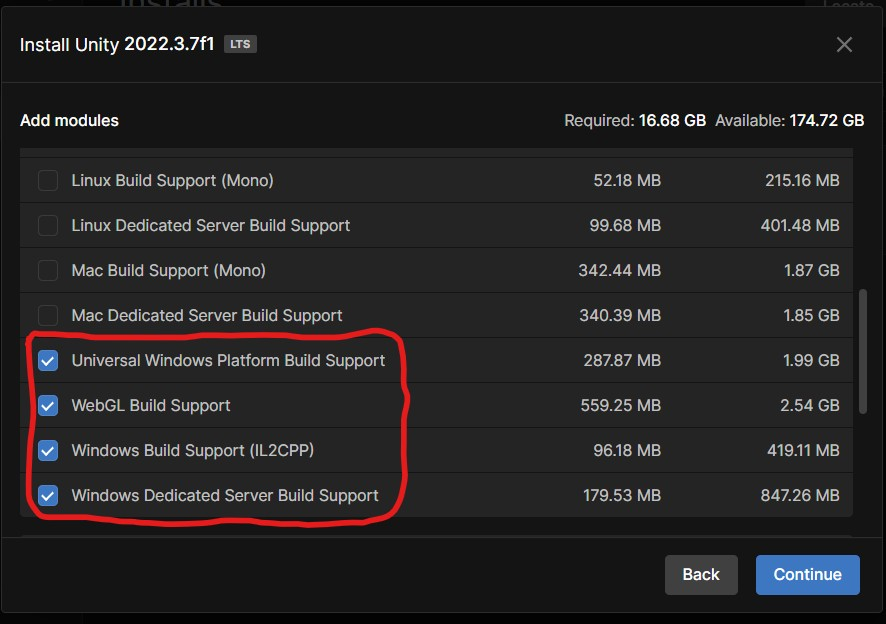 Install Unity 2022.3.7f1 LTS
Add modules Required: 16.68 GB Available: 174.72 GB
Linux Build Support (Mono) 52.18 MB 215.16 MB
Linux Dedicated Server Build Support 99.68 MB 401.48 MB
Mac Build Support (Mono) 342.44 MB 1.87 GB
Mac Dedicated Server Build Support 340.39 MB 1.85 GB
Universal Windows Platform Build Support 287.87 MB 1.99 GB
WebGL Build Support 559.25 MB 2.54 GB
Windows Build Support (IL2CPP) 96.18 MB 419.11 MB
Windows Dedicated Server Build Support 179.53 MB 847.26 MB
Back Continue